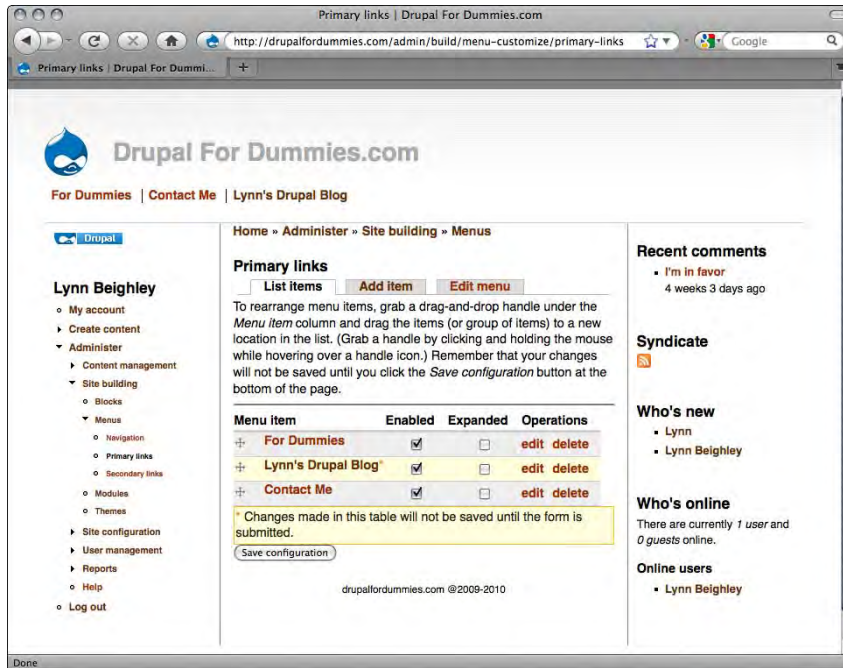 Primary links | Drupal For Dummies.com
http://drupalfordummies.com/admin/build/menu-customize/primary-links
Google
Primary links | Drupal For Dummi...
+
Drupal For Dummies.com
For Dummies | Contact Me | Lynn's Drupal Blog
Drupal
Lynn Beighley
My account
Create content
Administer
Content management
Site building
Blocks
Menus
Navigation
Primary links
Secondary links
Modules
Themes
Site configuration
User management
Reports
Help
Log out
Home » Administer » Site building » Menus
Primary links
List items Add item Edit menu
To rearrange menu items, grab a drag-and-drop handle under the
Menu item column and drag the items (or group of items) to a new
location in the list. (Grab a handle by clicking and holding the mouse
while hovering over a handle icon.) Remember that your changes
will not be saved until you click the Save configuration button at the
bottom of the page.
Menu item Enabled Expanded Operations
For Dummies edit delete
Lynn's Drupal Blog* edit delete
Contact Me edit delete
* Changes made in this table will not be saved until the form is
submitted.
Save configuration
drupalfordummies.com @2009-2010
Recent comments
I'm in favor
4 weeks 3 days ago
Syndicate
Who's new
Lynn
Lynn Beighley
Who's online
There are currently 1 user and
0 guests online.
Online users
Lynn Beighley
Done